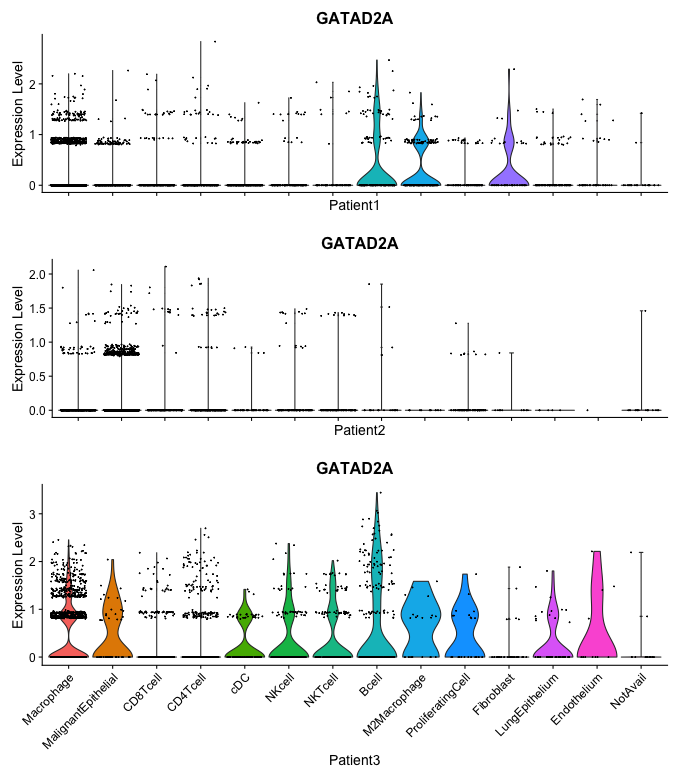 GATAD2A
Expression Level
2
1
0
Patient1
GATAD2A
Expression Level
2.0
1.5
1.0
0.5
0.0
Patient2
GATAD2A
Expression Level
3
2
1
0
Macrophage
MalignantEpithelial
CD8Tcell
CD4Tcell
cDC
NKcell
NKTcell
Bcell
M2Macrophage
ProliferatingCell
Fibroblast
LungEpithelium
Endothelium
NotAvail
Patient3